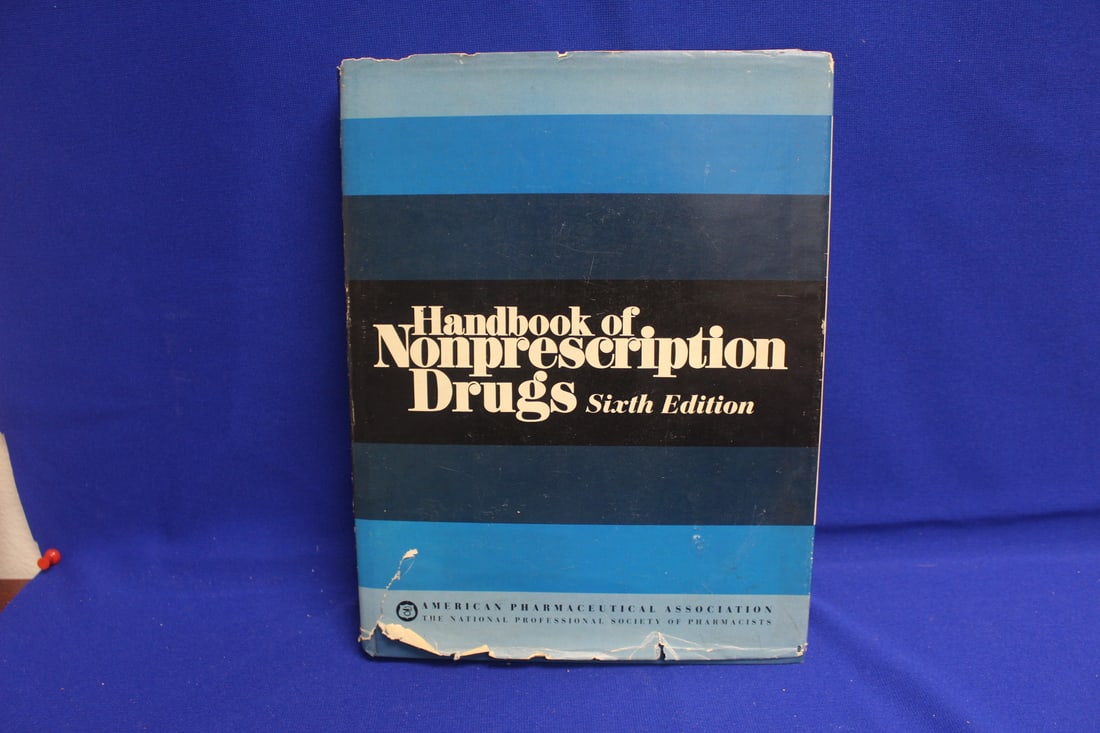 Handbook of
Nonprescription
Drugs Sixth Edition
AMERICAN PHARMACEUTICAL ASSOCIATION
THE NATIONAL PROFESSIONAL SOCIETY OF PHARMACISTS